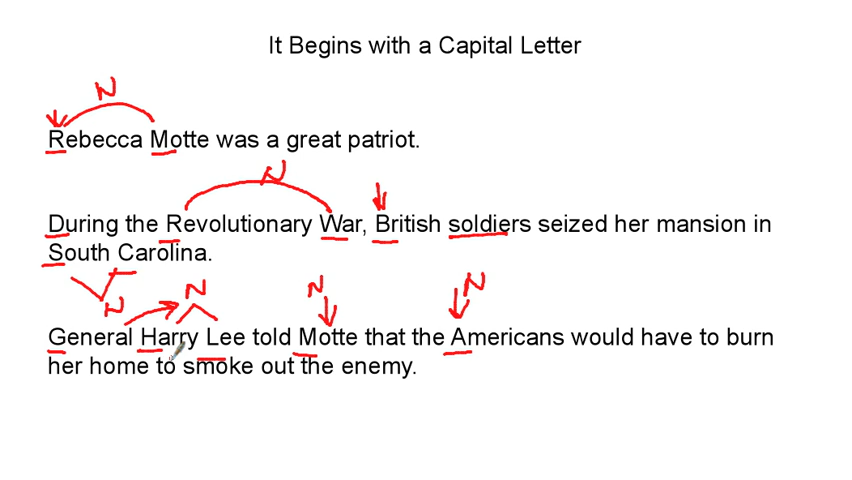 It Begins with a Capital Letter
N
Rebecca Motte was a great patriot.
N
During the Revolutionary War, British soldiers seized her mansion in
South Carolina.
N
N
N
N
General Harry Lee told Motte that the Americans would have to burn
her home to smoke out the enemy.